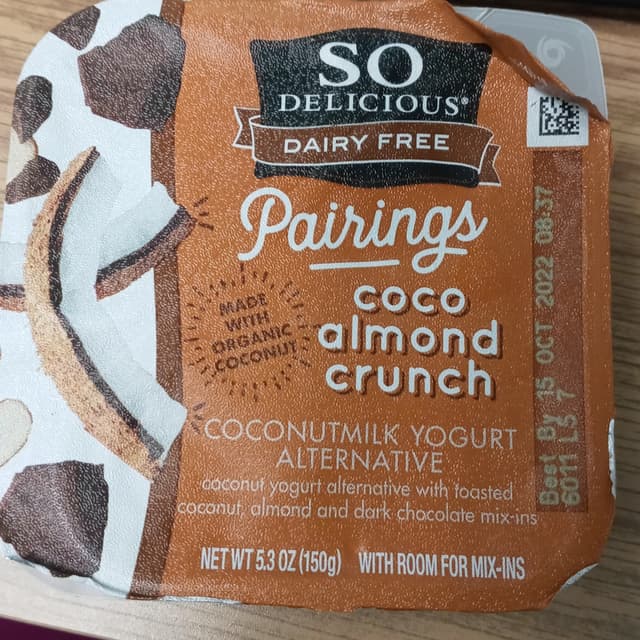 SO
DELICIOUS®
DAIRY FREE
Pairings
MADE
WITH
ORGANIC
COCONUT
coco
almond
crunch
COCONUTMILK YOGURT
ALTERNATIVE
coconut yogurt alternative with toasted
coconut, almond and dark chocolate mix-ins
NET WT 5.3 OZ (150g) WITH ROOM FOR MIX-INS
Best By 15 OCT 2022 08:37
6011 LS 7